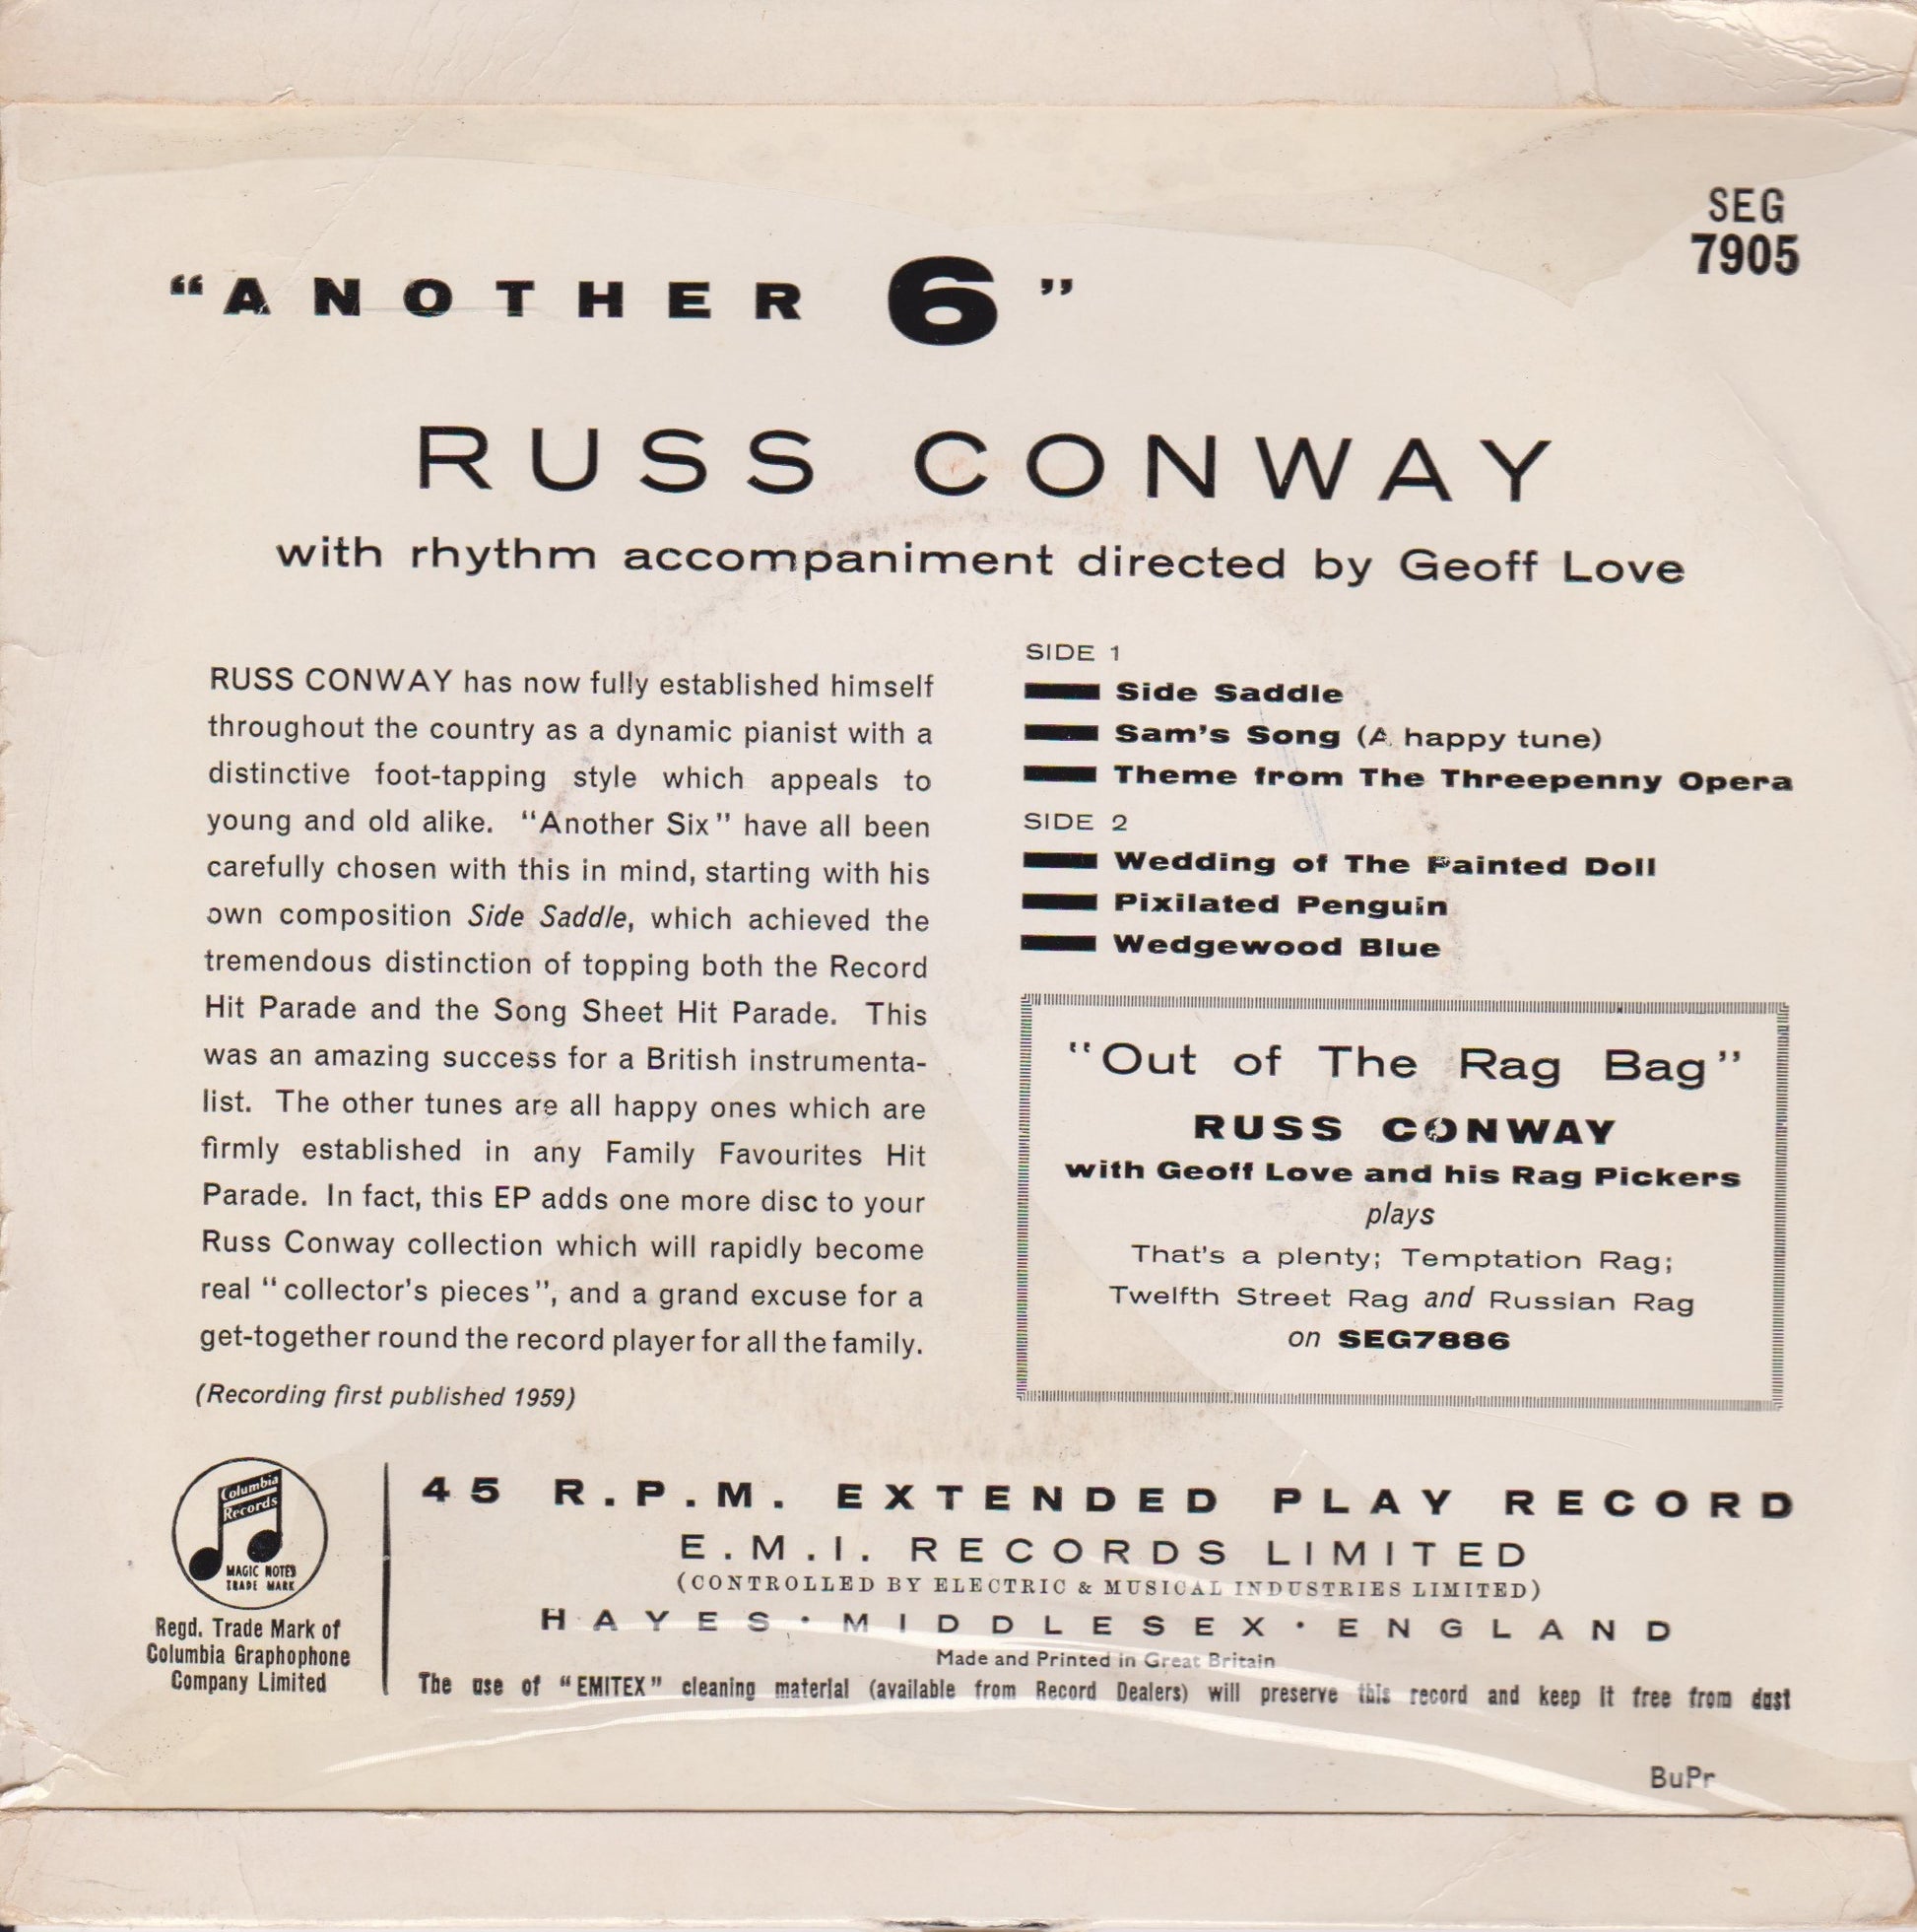 SEG
7905
“ANOTHER 6”
RUSS CONWAY
with rhythm accompaniment directed by Geoff Love
RUSS CONWAY has now fully established himself
throughout the country as a dynamic pianist with a
distinctive foot-tapping style which appeals to
young and old alike. “Another Six” have all been
carefully chosen with this in mind, starting with his
own composition Side Saddle, which achieved the
tremendous distinction of topping both the Record
Hit Parade and the Song Sheet Hit Parade. This
was an amazing success for a British instrumenta-
list. The other tunes are all happy ones which are
firmly established in any Family Favourites Hit
Parade. In fact, this EP adds one more disc to your
Russ Conway collection which will rapidly become
real “collector's pieces”, and a grand excuse for a
get-together round the record player for all the family.
(Recording first published 1959)
SIDE 1
Side Saddle
Sam's Song (A happy tune)
Theme from The Threepenny Opera
SIDE 2
Wedding of The Painted Doll
Pixilated Penguin
Wedgewood Blue
“Out of The Rag Bag”
RUSS CONWAY
with Geoff Love and his Rag Pickers
plays
That's a plenty; Temptation Rag;
Twelfth Street Rag and Russian Rag
on SEG7886
Columbia
Records
MAGIC NOTES
TRADE MARK
Regd. Trade Mark of
Columbia Graphophone
Company Limited
45 R.P.M. EXTENDED PLAY RECORD
E.M.I. RECORDS LIMITED
(CONTROLLED BY ELECTRIC & MUSICAL INDUSTRIES LIMITED)
HAYES · MIDDLESEX · ENGLAND
Made and Printed in Great Britain
The use of “EMITEX” cleaning material (available from Record Dealers) will preserve this record and keep it free from dust
BuPr